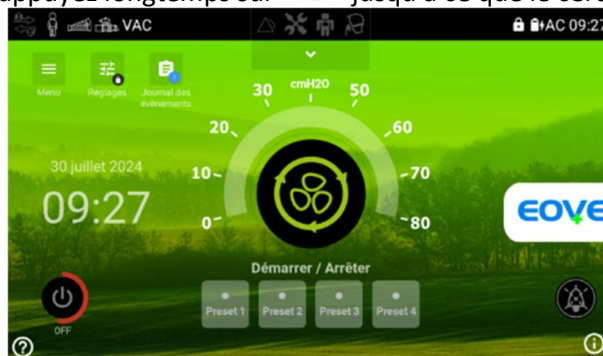 appuyez longtemps sur jusqu'à ce que le cerc
VAC
AC 09:27
Menu
Réglages
Journal des
événements
1
cmH2O
0
10
20
30
50
60
70
80
30 juillet 2024
09:27
EOVE
Démarrer / Arrêter
Preset 1
Preset 2
Preset 3
Preset 4
OFF
?
i